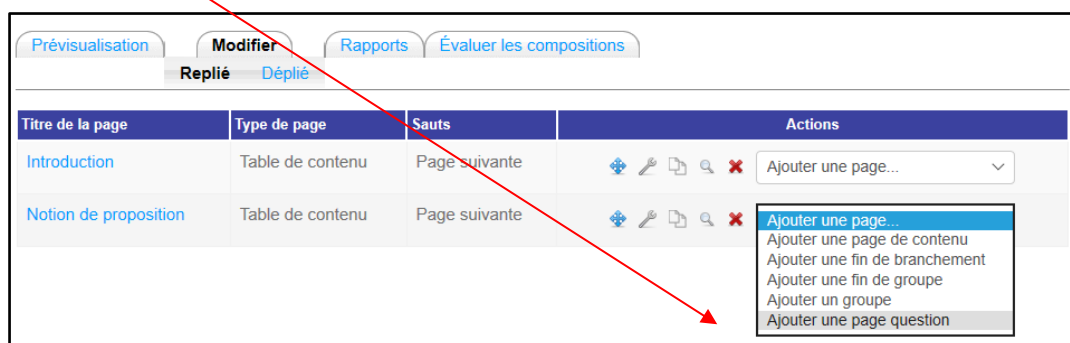 Prévisualisation Modifier Rapports Évaluer les compositions
Replié Déplié
Titre de la page Type de page Sauts Actions
Introduction Table de contenu Page suivante Ajouter une page...
Notion de proposition Table de contenu Page suivante Ajouter une page...
Ajouter une page de contenu
Ajouter une fin de branchement
Ajouter une fin de groupe
Ajouter un groupe
Ajouter une page question